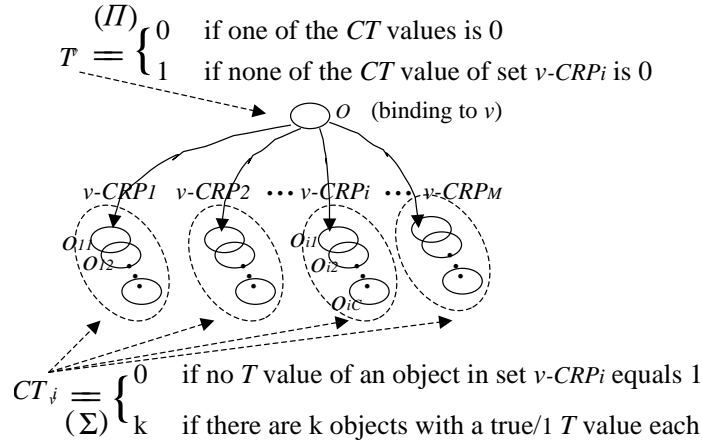 (Π)
T^v = { 0 if one of the CT values is 0
1 if none of the CT value of set v-CRPi is 0
O (binding to v)
v-CRP1 v-CRP2 ••• v-CRPi •• v-CRPM
O11 Oi1
O12 Oi2
OiC
CTvi = { 0 if no T value of an object in set v-CRPi equals 1
(Σ) k if there are k objects with a true/1 T value each